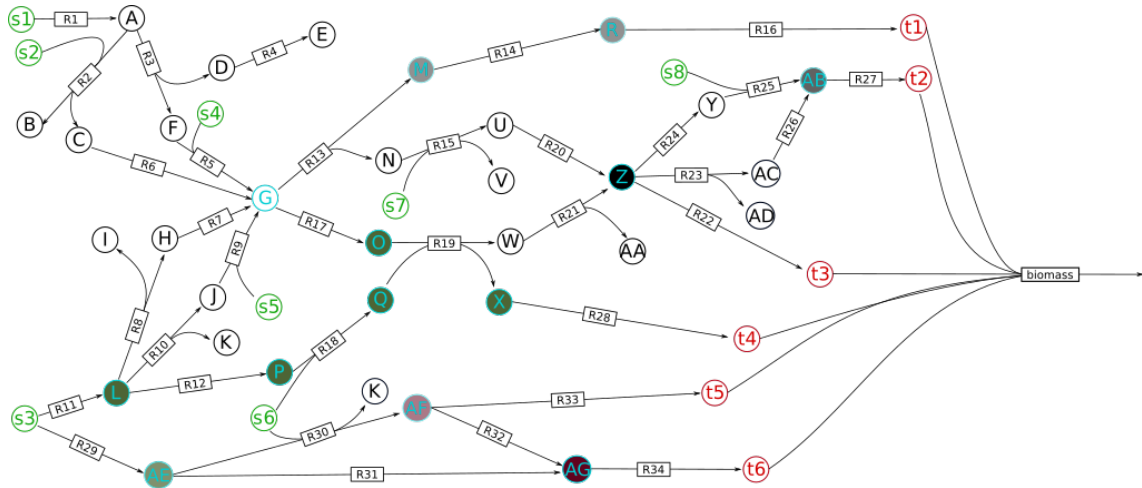 s1 R1 A
s2 R2 R3 D R4 E
B C F s4
R6 R5
G
I H R7
R9
J s5
R8 R10 K
L R12 P
s3 R11
R29
AE
R13 M R14 R R16 t1
N R15 U
V
s7
R17 O R19 W
Q X
R18
s6 R30 K
AF R33 t5
R32
R31 AG R34 t6
R20 Z
R21 AA
R24 Y s8 R25 AB R27 t2
R26
R23 AC
AD
R22 t3
R28 t4
biomass